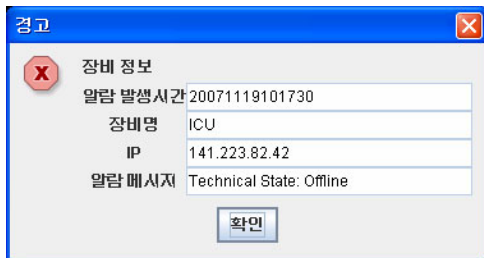 경고
장비 정보
알람 발생시간 20071119101730
장비명 ICU
IP 141.223.82.42
알람 메시지 Technical State: Offline
확인